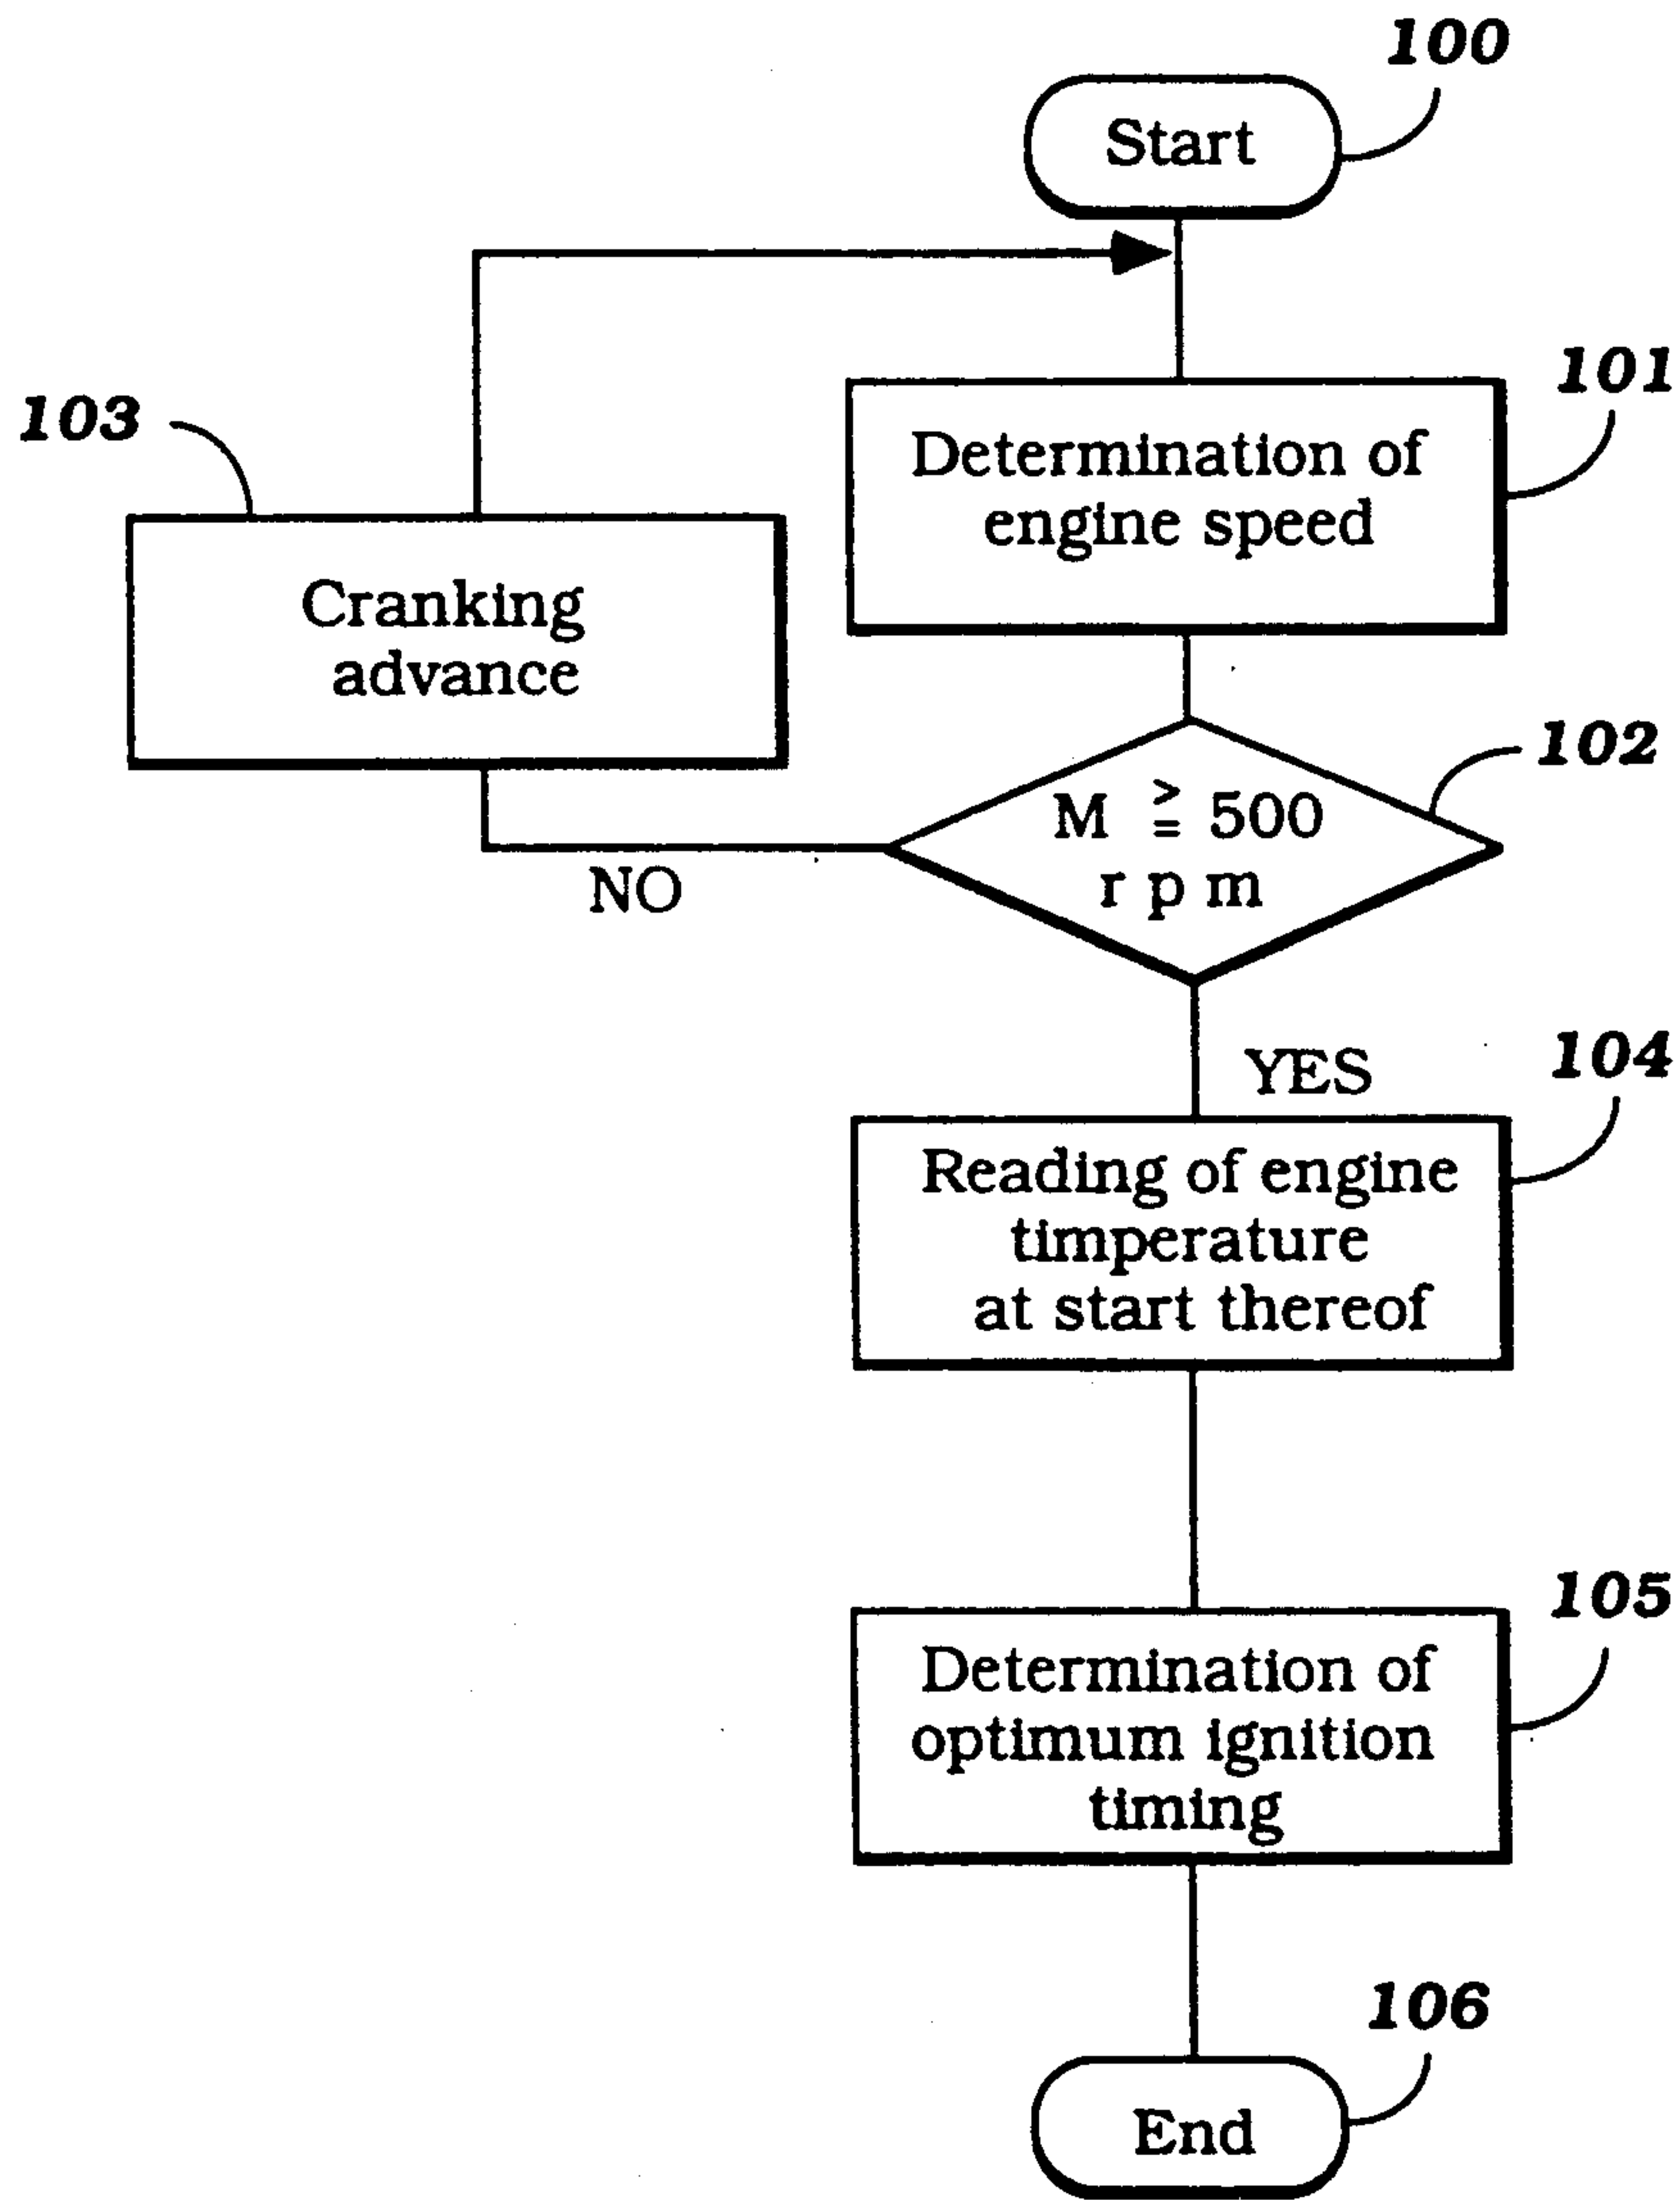 100
Start
101
Determination of
engine speed
103
Cranking
advance
102
M ≧ 500
r p m
NO
YES
104
Reading of engine
timperature
at start thereof
105
Determination of
optimum ignition
timing
106
End